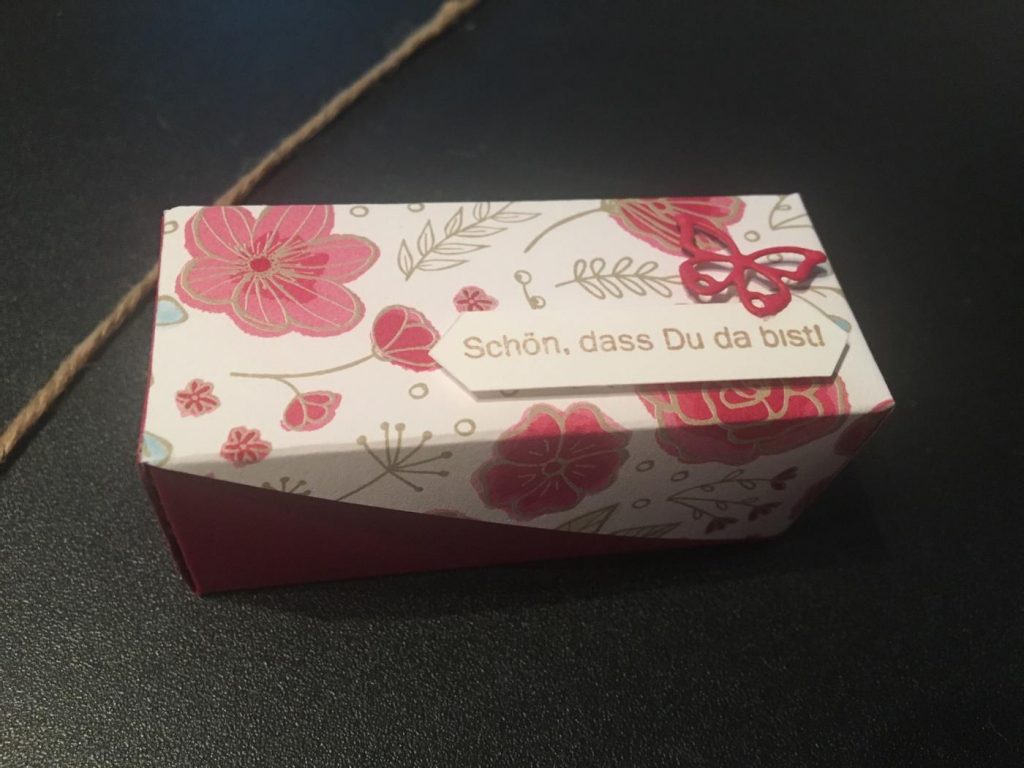 Schön, dass Du da bist!